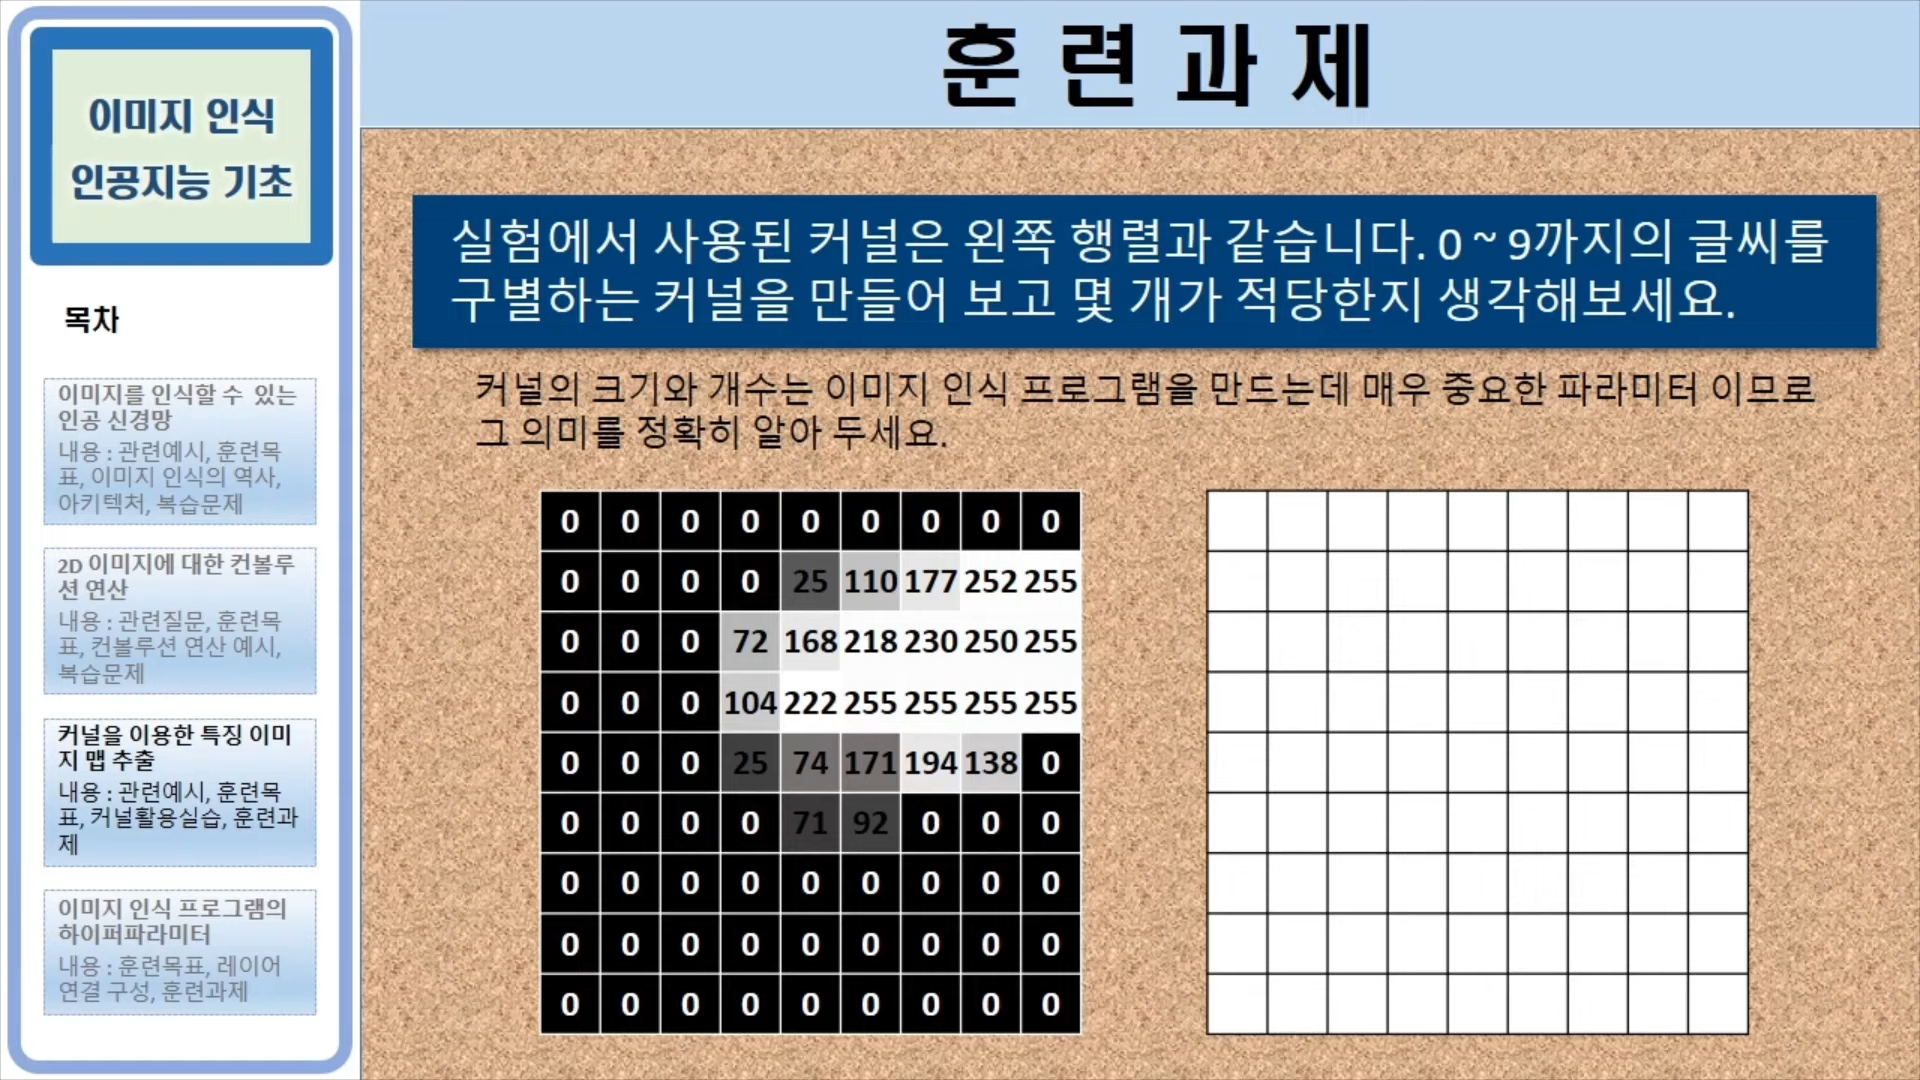 이미지 인식
인공지능 기초
목차
이미지를 인식할 수 있는
인공 신경망
내용 : 관련예시, 훈련목
표, 이미지 인식의 역사,
아키텍처, 복습문제
2D 이미지에 대한 컨볼루
션 연산
내용 : 관련질문, 훈련목
표, 컨볼루션 연산 예시,
복습문제
커널을 이용한 특징 이미
지 맵 추출
내용 : 관련예시, 훈련목
표, 커널활용실습, 훈련과
제
이미지 인식 프로그램의
하이퍼파라미터
내용 : 훈련목표, 레이어
연결 구성, 훈련과제
훈 련 과 제
실험에서 사용된 커널은 왼쪽 행렬과 같습니다. 0 ~ 9까지의 글씨를
구별하는 커널을 만들어 보고 몇 개가 적당한지 생각해보세요.
커널의 크기와 개수는 이미지 인식 프로그램을 만드는데 매우 중요한 파라미터 이므로
그 의미를 정확히 알아 두세요.
0 0 0 0 0 0 0 0 0
0 0 0 0 25 110 177 252 255
0 0 0 72 168 218 230 250 255
0 0 0 104 222 255 255 255 255
0 0 0 25 74 171 194 138 0
0 0 0 0 71 92 0 0 0
0 0 0 0 0 0 0 0 0
0 0 0 0 0 0 0 0 0
0 0 0 0 0 0 0 0 0